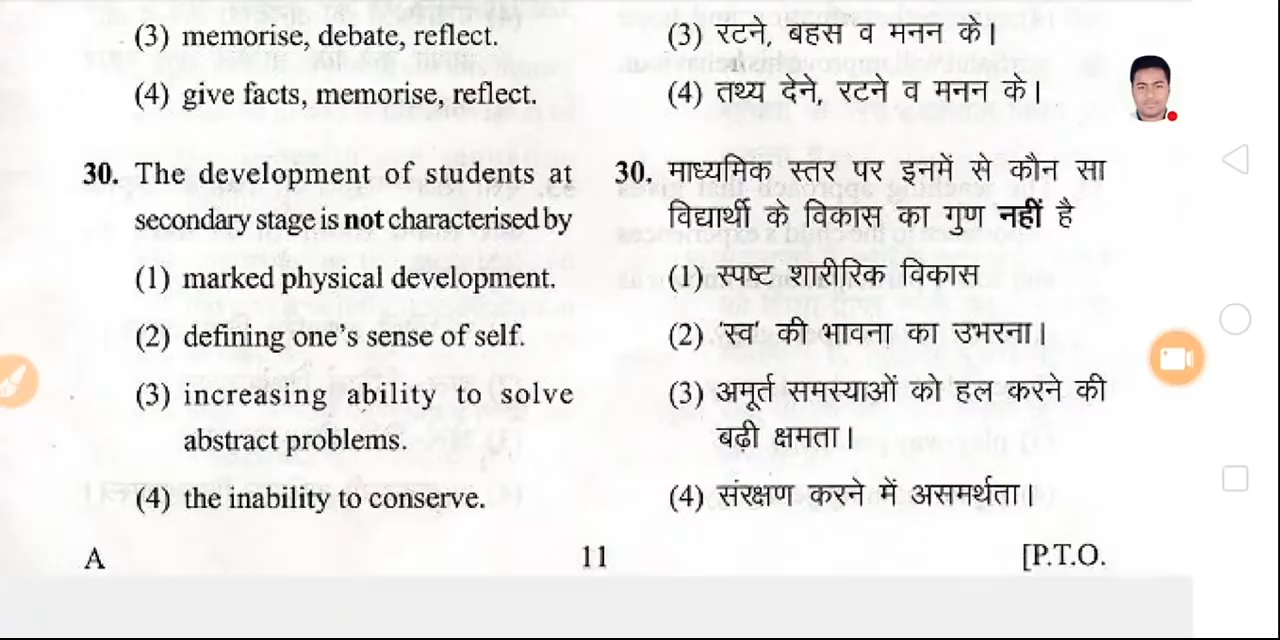 (3) memorise, debate, reflect.
(4) give facts, memorise, reflect.
30. The development of students at
secondary stage is not characterised by
(1) marked physical development.
(2) defining one's sense of self.
(3) increasing ability to solve
abstract problems.
(4) the inability to conserve.
(3) रटने, बहस व मनन के।
(4) तथ्य देने, रटने व मनन के।
30. माध्यमिक स्तर पर इनमें से कौन सा
विद्यार्थी के विकास का गुण नहीं है
(1) स्पष्ट शारीरिक विकास
(2) 'स्व' की भावना का उभरना।
(3) अमूर्त समस्याओं को हल करने की
बढ़ी क्षमता।
(4) संरक्षण करने में असमर्थता।
A
11
[P.T.O.